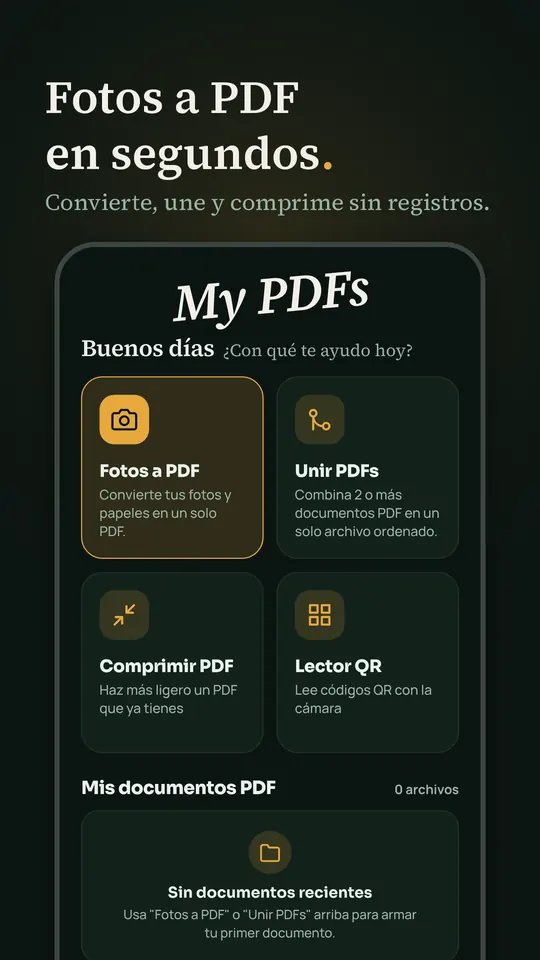 Fotos a PDF
en segundos.
Convierte, une y comprime sin registros.
My PDFs
Buenos días ¿Con qué te ayudo hoy?
Fotos a PDF
Convierte tus fotos y
papeles en un solo
PDF.
Unir PDFs
Combina 2 o más
documentos PDF en un
solo archivo ordenado.
Comprimir PDF
Haz más ligero un PDF
que ya tienes
Lector QR
Lee códigos QR con la
cámara
Mis documentos PDF
0 archivos
Sin documentos recientes
Usa "Fotos a PDF" o "Unir PDFs" arriba para armar
tu primer documento.